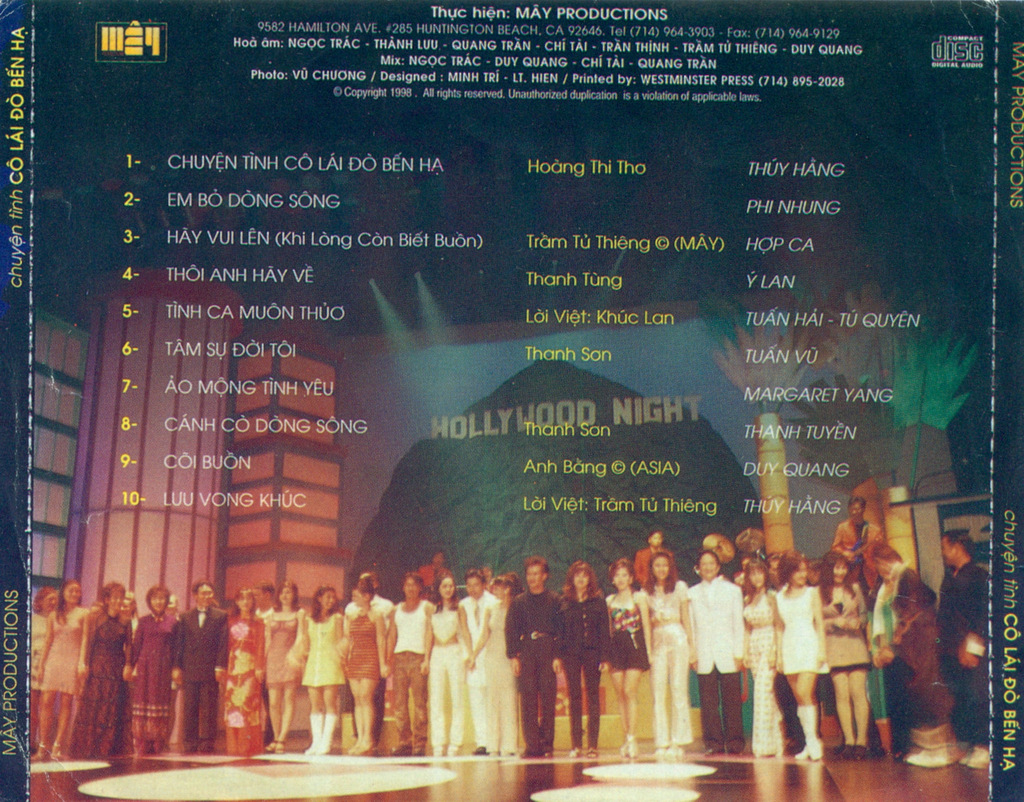 Thực hiện: MÂY PRODUCTIONS
9582 HAMILTON AVE. #285 HUNTINGTON BEACH, CA 92646. Tel (714) 964-3903 - Fax: (714) 964-9129
Hoà âm: NGỌC TRÁC - THÀNH LƯU - QUANG TRẦN - CHÍ TÀI - TRẦN THỊNH - TRẦM TỬ THIÊNG - DUY QUANG
Mix: NGỌC TRÁC - DUY QUANG - CHÍ TÀI - QUANG TRẦN
Photo: VŨ CHƯƠNG / Designed : MINH TRÍ - LT. HIEN / Printed by: WESTMINSTER PRESS (714) 895-2028
© Copyright 1998 . All rights reserved. Unauthorized duplication is a violation of applicable laws.
mây
COMPACT
disc
DIGITAL AUDIO
1- CHUYỆN TÌNH CÔ LÁI ĐÒ BẾN HẠ Hoàng Thi Thơ THÚY HẰNG
2- EM BỎ DÒNG SÔNG PHI NHUNG
3- HÃY VUI LÊN (Khi Lòng Còn Biết Buồn) Trầm Tử Thiêng © (MÂY) HỢP CA
4- THÔI ANH HÃY VỀ Thanh Tùng Ý LAN
5- TÌNH CA MUÔN THUỞ Lời Việt: Khúc Lan TUẤN HẢI - TÚ QUYÊN
6- TÂM SỰ ĐỜI TÔI Thanh Sơn TUẤN VŨ
7- ẢO MỘNG TÌNH YÊU MARGARET YANG
8- CÁNH CÒ DÒNG SÔNG Thanh Sơn THANH TUYỀN
9- CÕI BUỒN Anh Bằng © (ASIA) DUY QUANG
10- LƯU VONG KHÚC Lời Việt: Trầm Tử Thiêng THÚY HẰNG
HOLLYWOOD NIGHT
chuyện tình CÔ LÁI ĐÒ BẾN HẠ
MÂY PRODUCTIONS
MÂY PRODUCTIONS
chuyện tình CÔ LÁI ĐÒ BẾN HẠ